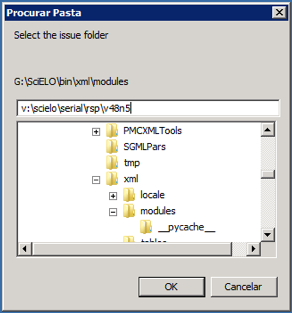 Procurar Pasta
Select the issue folder
G:\SciELO\bin\xml\modules
v:\scielo\serial\rsp\v48n5
PMCXMLTools
SGMLPars
tmp
xml
locale
modules
__pycache__
OK
Cancelar